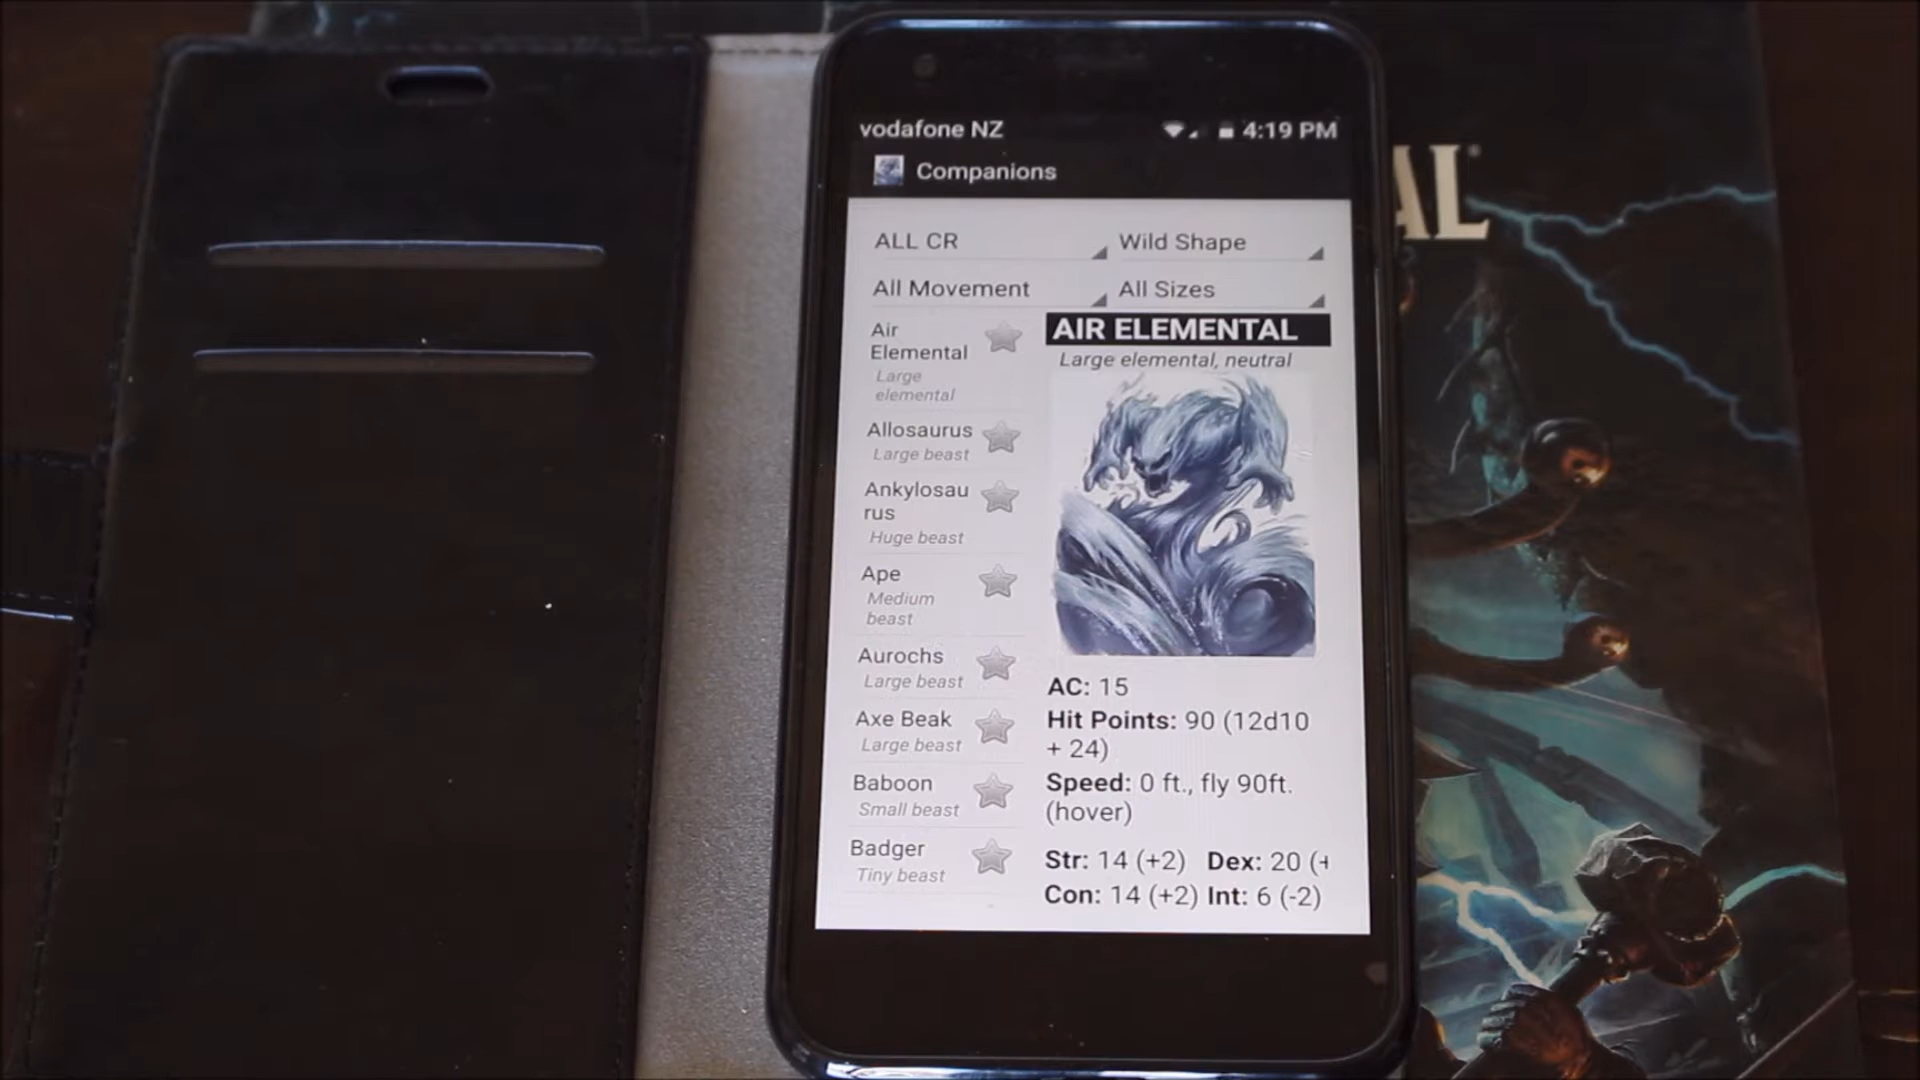 vodafone NZ
4:19 PM
Companions
ALL CR
Wild Shape
All Movement
All Sizes
Air
Elemental
Large
elemental
Allosaurus
Large beast
Ankylosau
rus
Huge beast
Ape
Medium
beast
Aurochs
Large beast
Axe Beak
Large beast
Baboon
Small beast
Badger
Tiny beast
AIR ELEMENTAL
Large elemental, neutral
AC: 15
Hit Points: 90 (12d10
+ 24)
Speed: 0 ft., fly 90ft.
(hover)
Str: 14 (+2) Dex: 20 (+
Con: 14 (+2) Int: 6 (-2)
AL